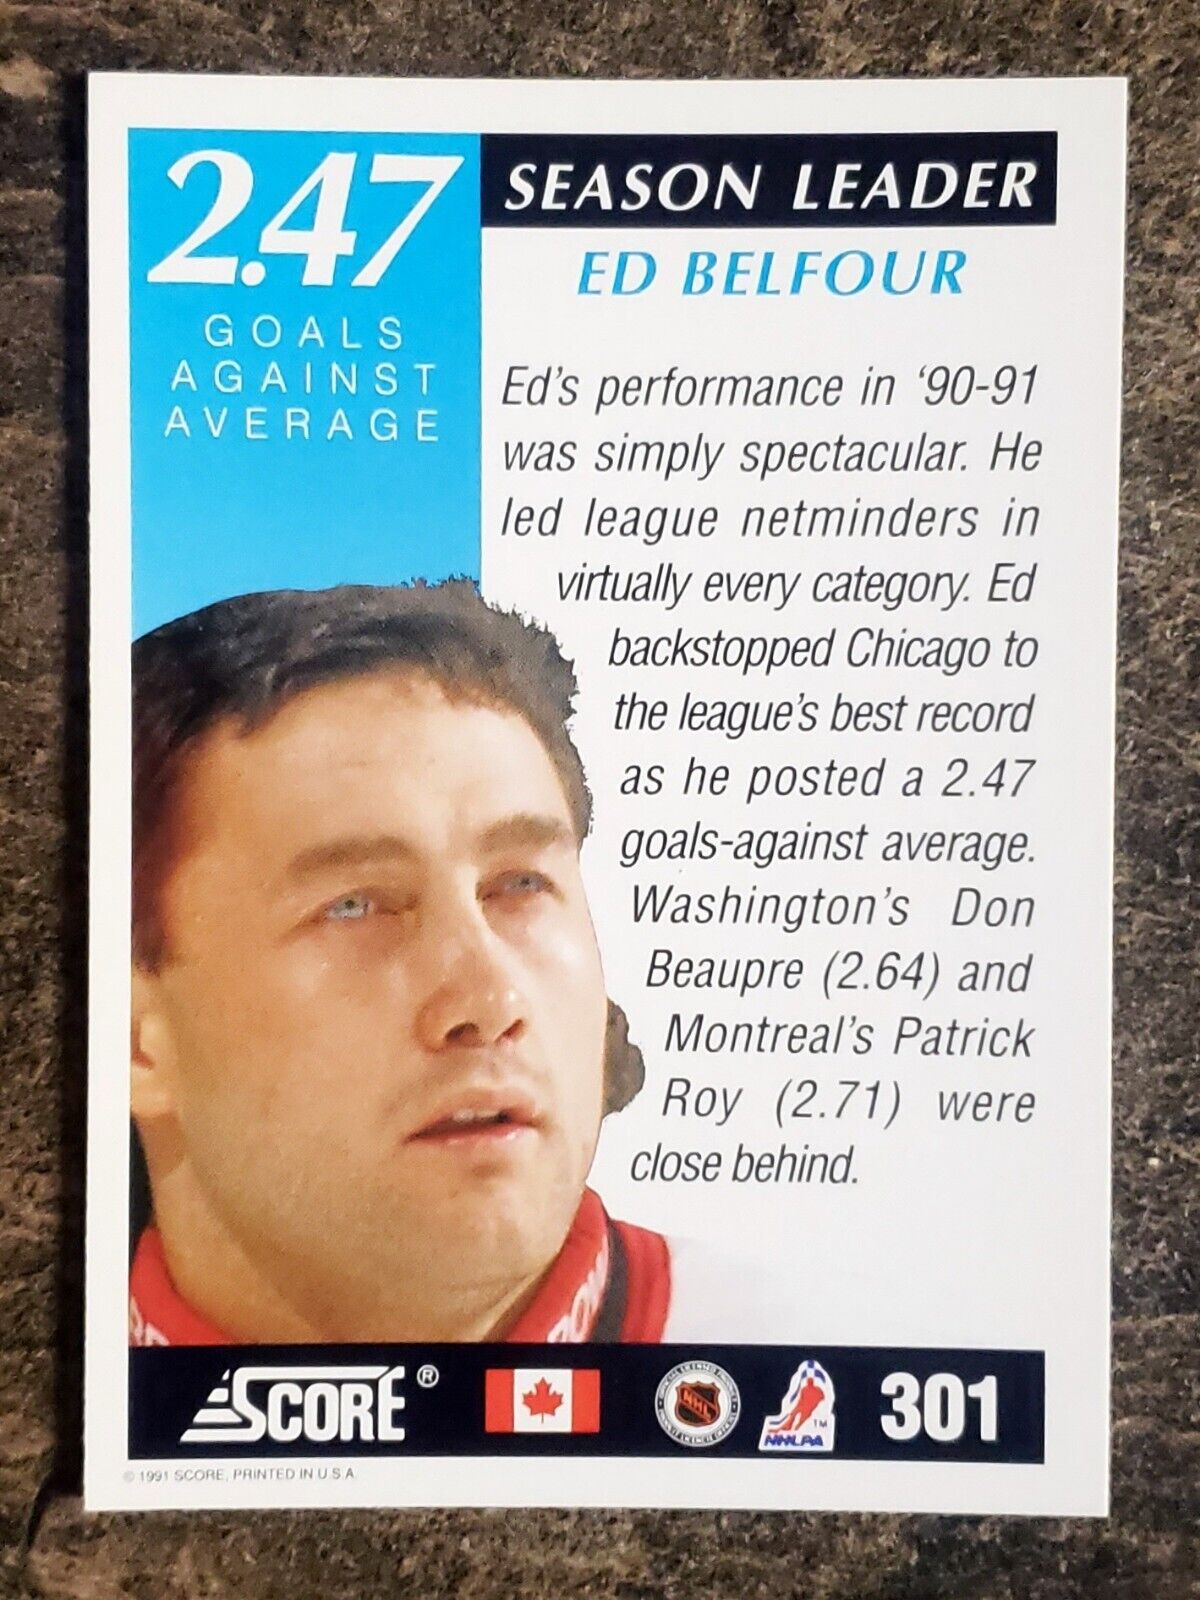 2.47
GOALS
AGAINST
AVERAGE
SEASON LEADER
ED BELFOUR
Ed's performance in ‘90-91
was simply spectacular. He
led league netminders in
virtually every category. Ed
backstopped Chicago to
the league's best record
as he posted a 2.47
goals-against average.
Washington's Don
Beaupre (2.64) and
Montreal's Patrick
Roy (2.71) were
close behind.
SCORE®
NHL
NHLPA
TM
301
© 1991 SCORE, PRINTED IN U.S.A.